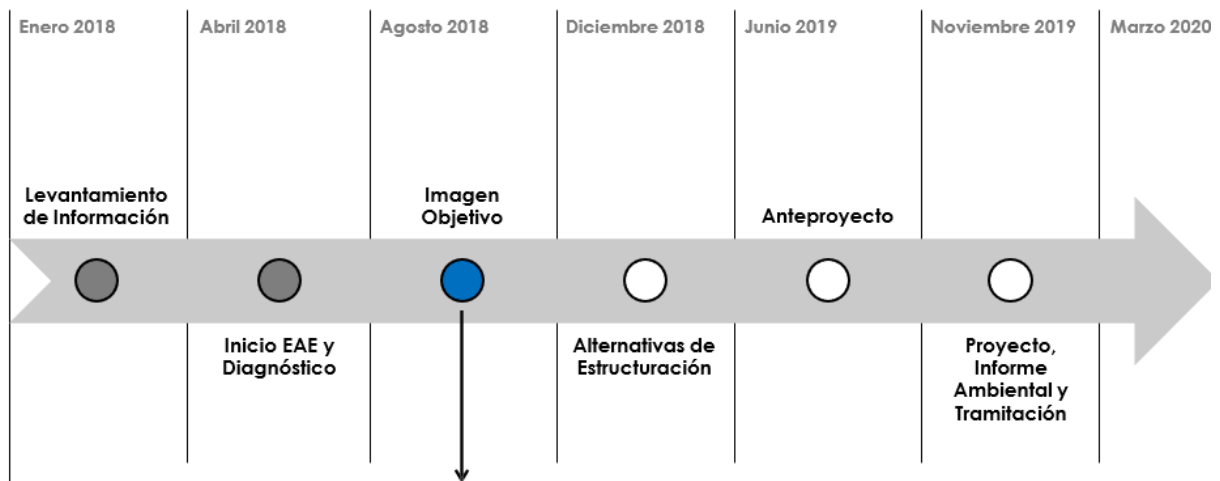 Enero 2018
Abril 2018
Agosto 2018
Diciembre 2018
Junio 2019
Noviembre 2019
Marzo 2020
Levantamiento
de Información
Imagen
Objetivo
Anteproyecto
Inicio EAE y
Diagnóstico
Alternativas de
Estructuración
Proyecto,
Informe
Ambiental y
Tramitación